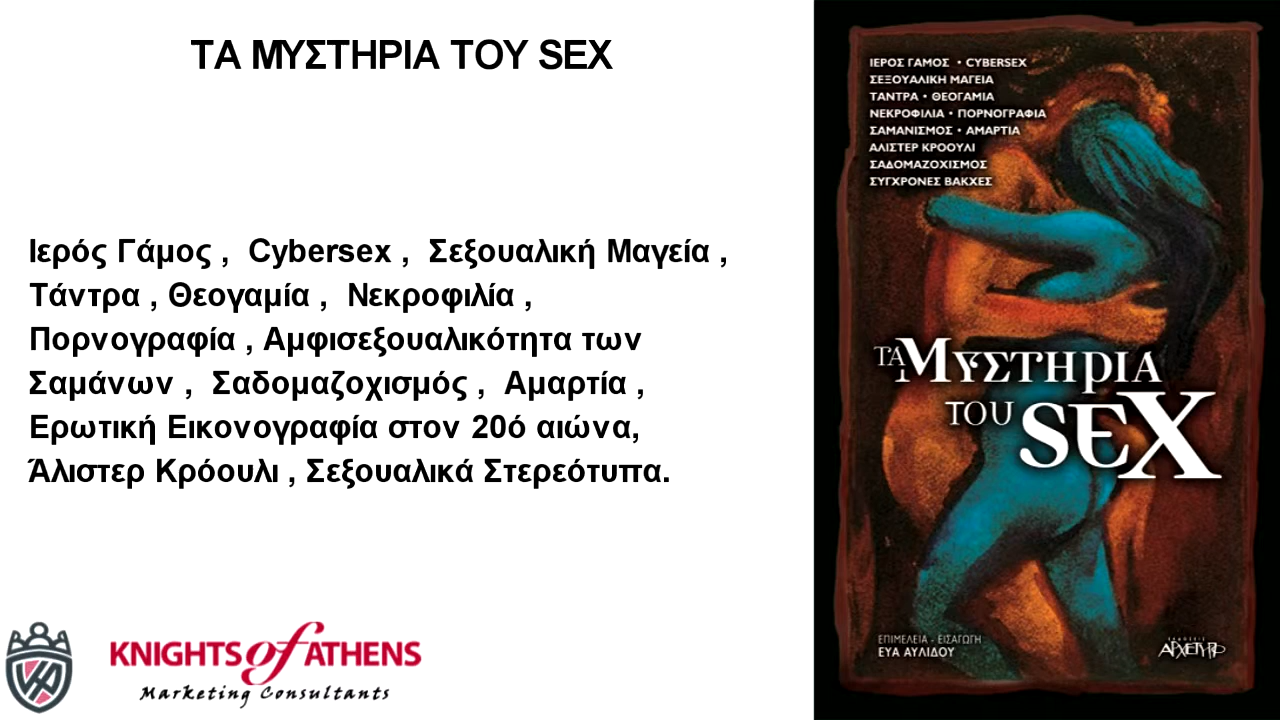 ΤΑ ΜΥΣΤΗΡΙΑ ΤΟΥ SEX
Ιερός Γάμος ,  Cybersex ,  Σεξουαλική Μαγεία ,
Τάντρα , Θεογαμία ,  Νεκροφιλία ,
Πορνογραφία , Αμφισεξουαλικότητα των
Σαμάνων ,  Σαδομαζοχισμός ,  Αμαρτία ,
Ερωτική Εικονογραφία στον 20ό αιώνα,
Άλιστερ Κρόουλι , Σεξουαλικά Στερεότυπα.
KNIGHTS of ATHENS
Marketing Consultants
ΙΕΡΟΣ ΓΑΜΟΣ • CYBERSEX
ΣΕΞΟΥΑΛΙΚΗ ΜΑΓΕΙΑ
ΤΑΝΤΡΑ • ΘΕΟΓΑΜΙΑ
ΝΕΚΡΟΦΙΛΙΑ • ΠΟΡΝΟΓΡΑΦΙΑ
ΣΑΜΑΝΙΣΜΟΣ • ΑΜΑΡΤΙΑ
ΑΛΙΣΤΕΡ ΚΡΟΟΥΛΙ
ΣΑΔΟΜΑΖΟΧΙΣΜΟΣ
ΣΥΓΧΡΟΝΕΣ ΒΑΚΧΕΣ
ΤΑ ΜΥΣΤΗΡΙΑ
ΤΟΥ SEX
ΕΠΙΜΕΛΕΙΑ - ΕΙΣΑΓΩΓΗ
ΕΥΑ ΑΥΛΙΔΟΥ
ΕΚΔΟΣΕΙΣ
ΑΡΧΕΤΥΠΟ